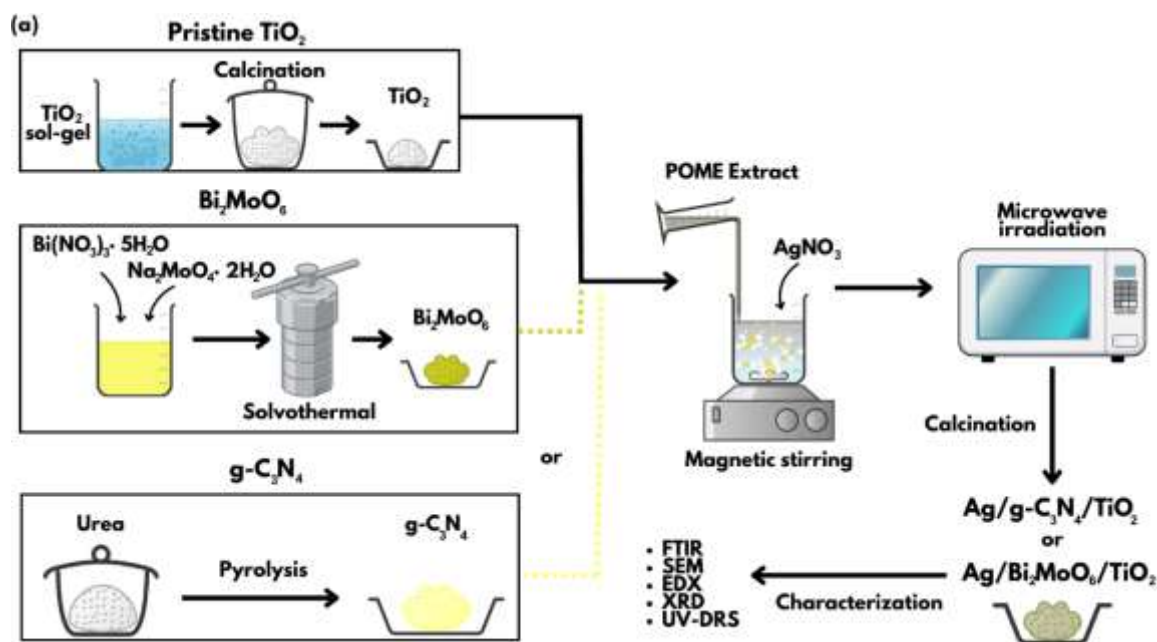 (a)
Pristine TiO₂
TiO₂
sol-gel
Calcination
TiO₂
Bi₂MoO₆
Bi(NO₃)₃· 5H₂O
Na₂MoO₄· 2H₂O
Solvothermal
Bi₂MoO₆
g-C₃N₄
Urea
Pyrolysis
g-C₃N₄
or
POME Extract
AgNO₃
Magnetic stirring
Microwave
irradiation
Calcination
Ag/g-C₃N₄/TiO₂
or
Ag/Bi₂MoO₆/TiO₂
Characterization
• FTIR
• SEM
• EDX
• XRD
• UV-DRS